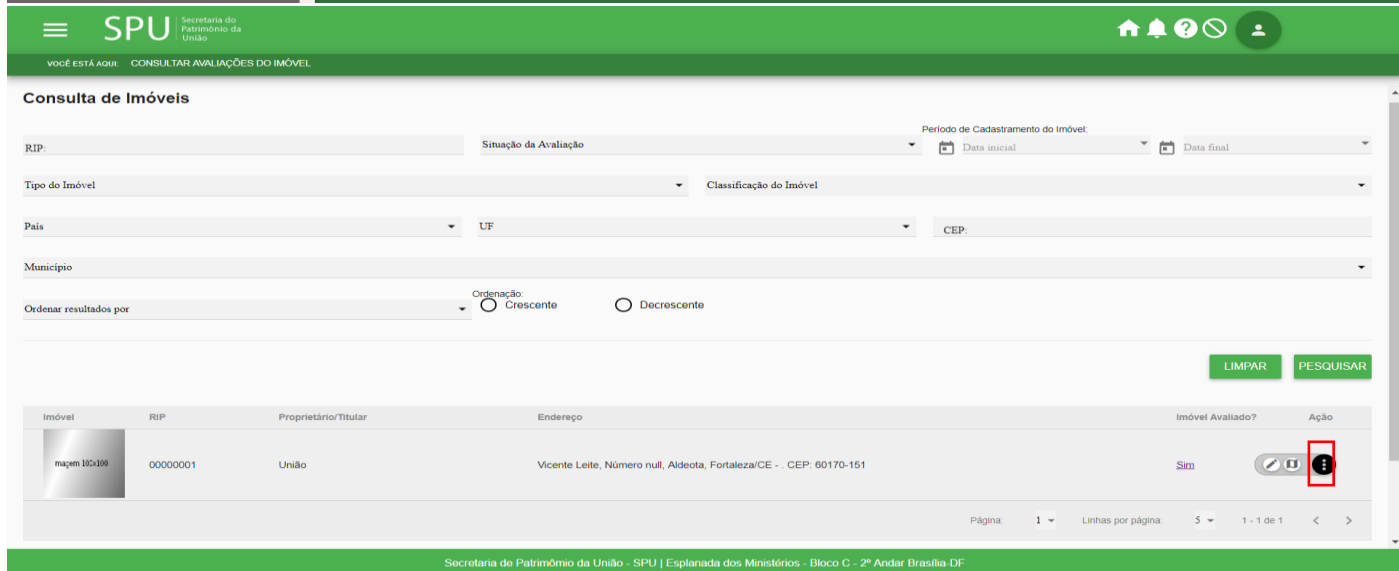 SPU Secretaria do
Patrimônio da
União
VOCÊ ESTÁ AQUI: CONSULTAR AVALIAÇÕES DO IMÓVEL
Consulta de Imóveis
Período de Cadastramento do Imóvel:
RIP: Situação da Avaliação Data inicial Data final
Tipo do Imóvel Classificação do Imóvel
País UF CEP:
Município
Ordenação:
Ordenar resultados por Crescente Decrescente
LIMPAR PESQUISAR
Imóvel RIP Proprietário/Titular Endereço Imóvel Avaliado? Ação
maçem 102x100 00000001 União Vicente Leite, Número null, Aldeota, Fortaleza/CE - . CEP: 60170-151 Sim
Página: 1 Linhas por página: 5 1 - 1 de 1
Secretaria de Patrimômio da União - SPU | Esplanada dos Ministérios - Bloco C - 2º Andar Brasília-DF